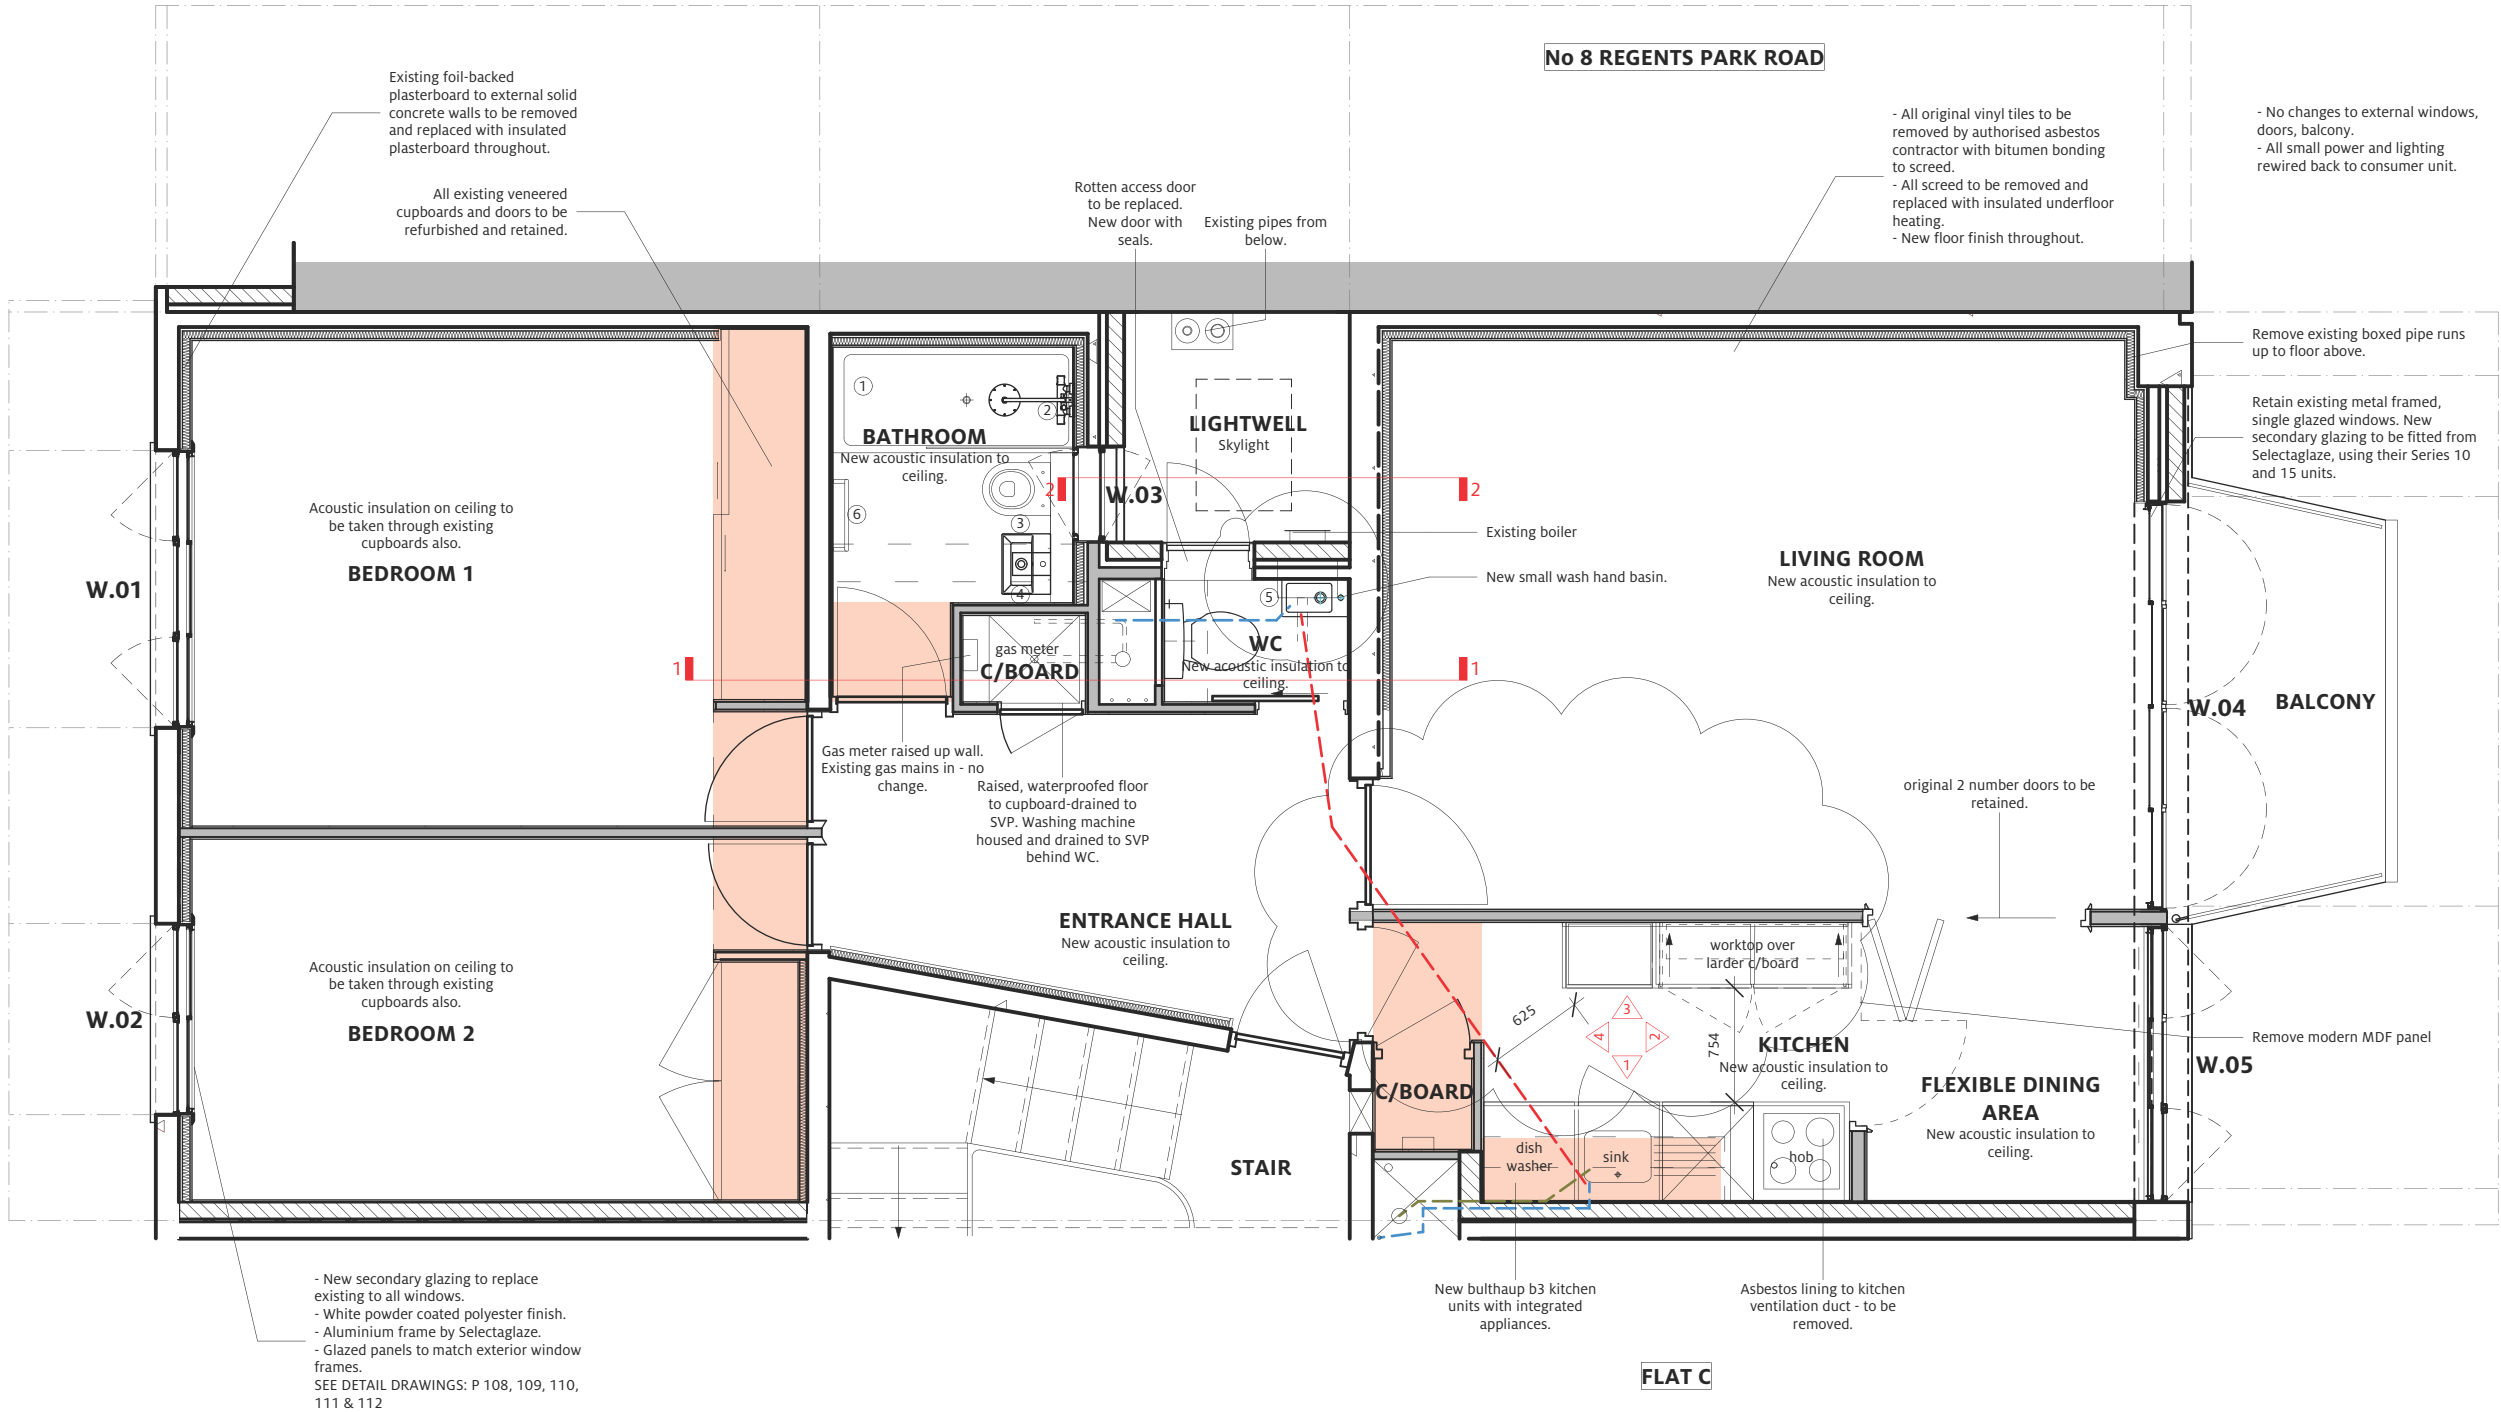 No 8 REGENTS PARK ROAD
Existing foil-backed
plasterboard to external solid
concrete walls to be removed
and replaced with insulated
plasterboard throughout.
All existing veneered
cupboards and doors to be
refurbished and retained.
Rotten access door
to be replaced.
New door with
seals.
Existing pipes from
below.
- All original vinyl tiles to be
removed by authorised asbestos
contractor with bitumen bonding
to screed.
- All screed to be removed and
replaced with insulated underfloor
heating.
- New floor finish throughout.
- No changes to external windows,
doors, balcony.
- All small power and lighting
rewired back to consumer unit.
Remove existing boxed pipe runs
up to floor above.
Retain existing metal framed,
single glazed windows. New
secondary glazing to be fitted from
Selectaglaze, using their Series 10
and 15 units.
1
2
BATHROOM
New acoustic insulation to
ceiling.
LIGHTWELL
Skylight
2
W.03
2
6
3
4
Acoustic insulation on ceiling to
be taken through existing
cupboards also.
BEDROOM 1
W.01
Existing boiler
New small wash hand basin.
5
LIVING ROOM
New acoustic insulation to
ceiling.
gas meter
C/BOARD
WC
New acoustic insulation to
ceiling.
1
1
W.04
BALCONY
Gas meter raised up wall.
Existing gas mains in - no
change.
Raised, waterproofed floor
to cupboard-drained to
SVP. Washing machine
housed and drained to SVP
behind WC.
original 2 number doors to be
retained.
ENTRANCE HALL
New acoustic insulation to
ceiling.
worktop over
larder c/board
Acoustic insulation on ceiling to
be taken through existing
cupboards also.
BEDROOM 2
W.02
625
754
3
4
2
1
KITCHEN
New acoustic insulation to
ceiling.
Remove modern MDF panel
W.05
C/BOARD
FLEXIBLE DINING
AREA
New acoustic insulation to
ceiling.
STAIR
dish
washer
sink
hob
New bulthaup b3 kitchen
units with integrated
appliances.
Asbestos lining to kitchen
ventilation duct - to be
removed.
- New secondary glazing to replace
existing to all windows.
- White powder coated polyester finish.
- Aluminium frame by Selectaglaze.
- Glazed panels to match exterior window
frames.
SEE DETAIL DRAWINGS: P 108, 109, 110,
111 & 112
FLAT C